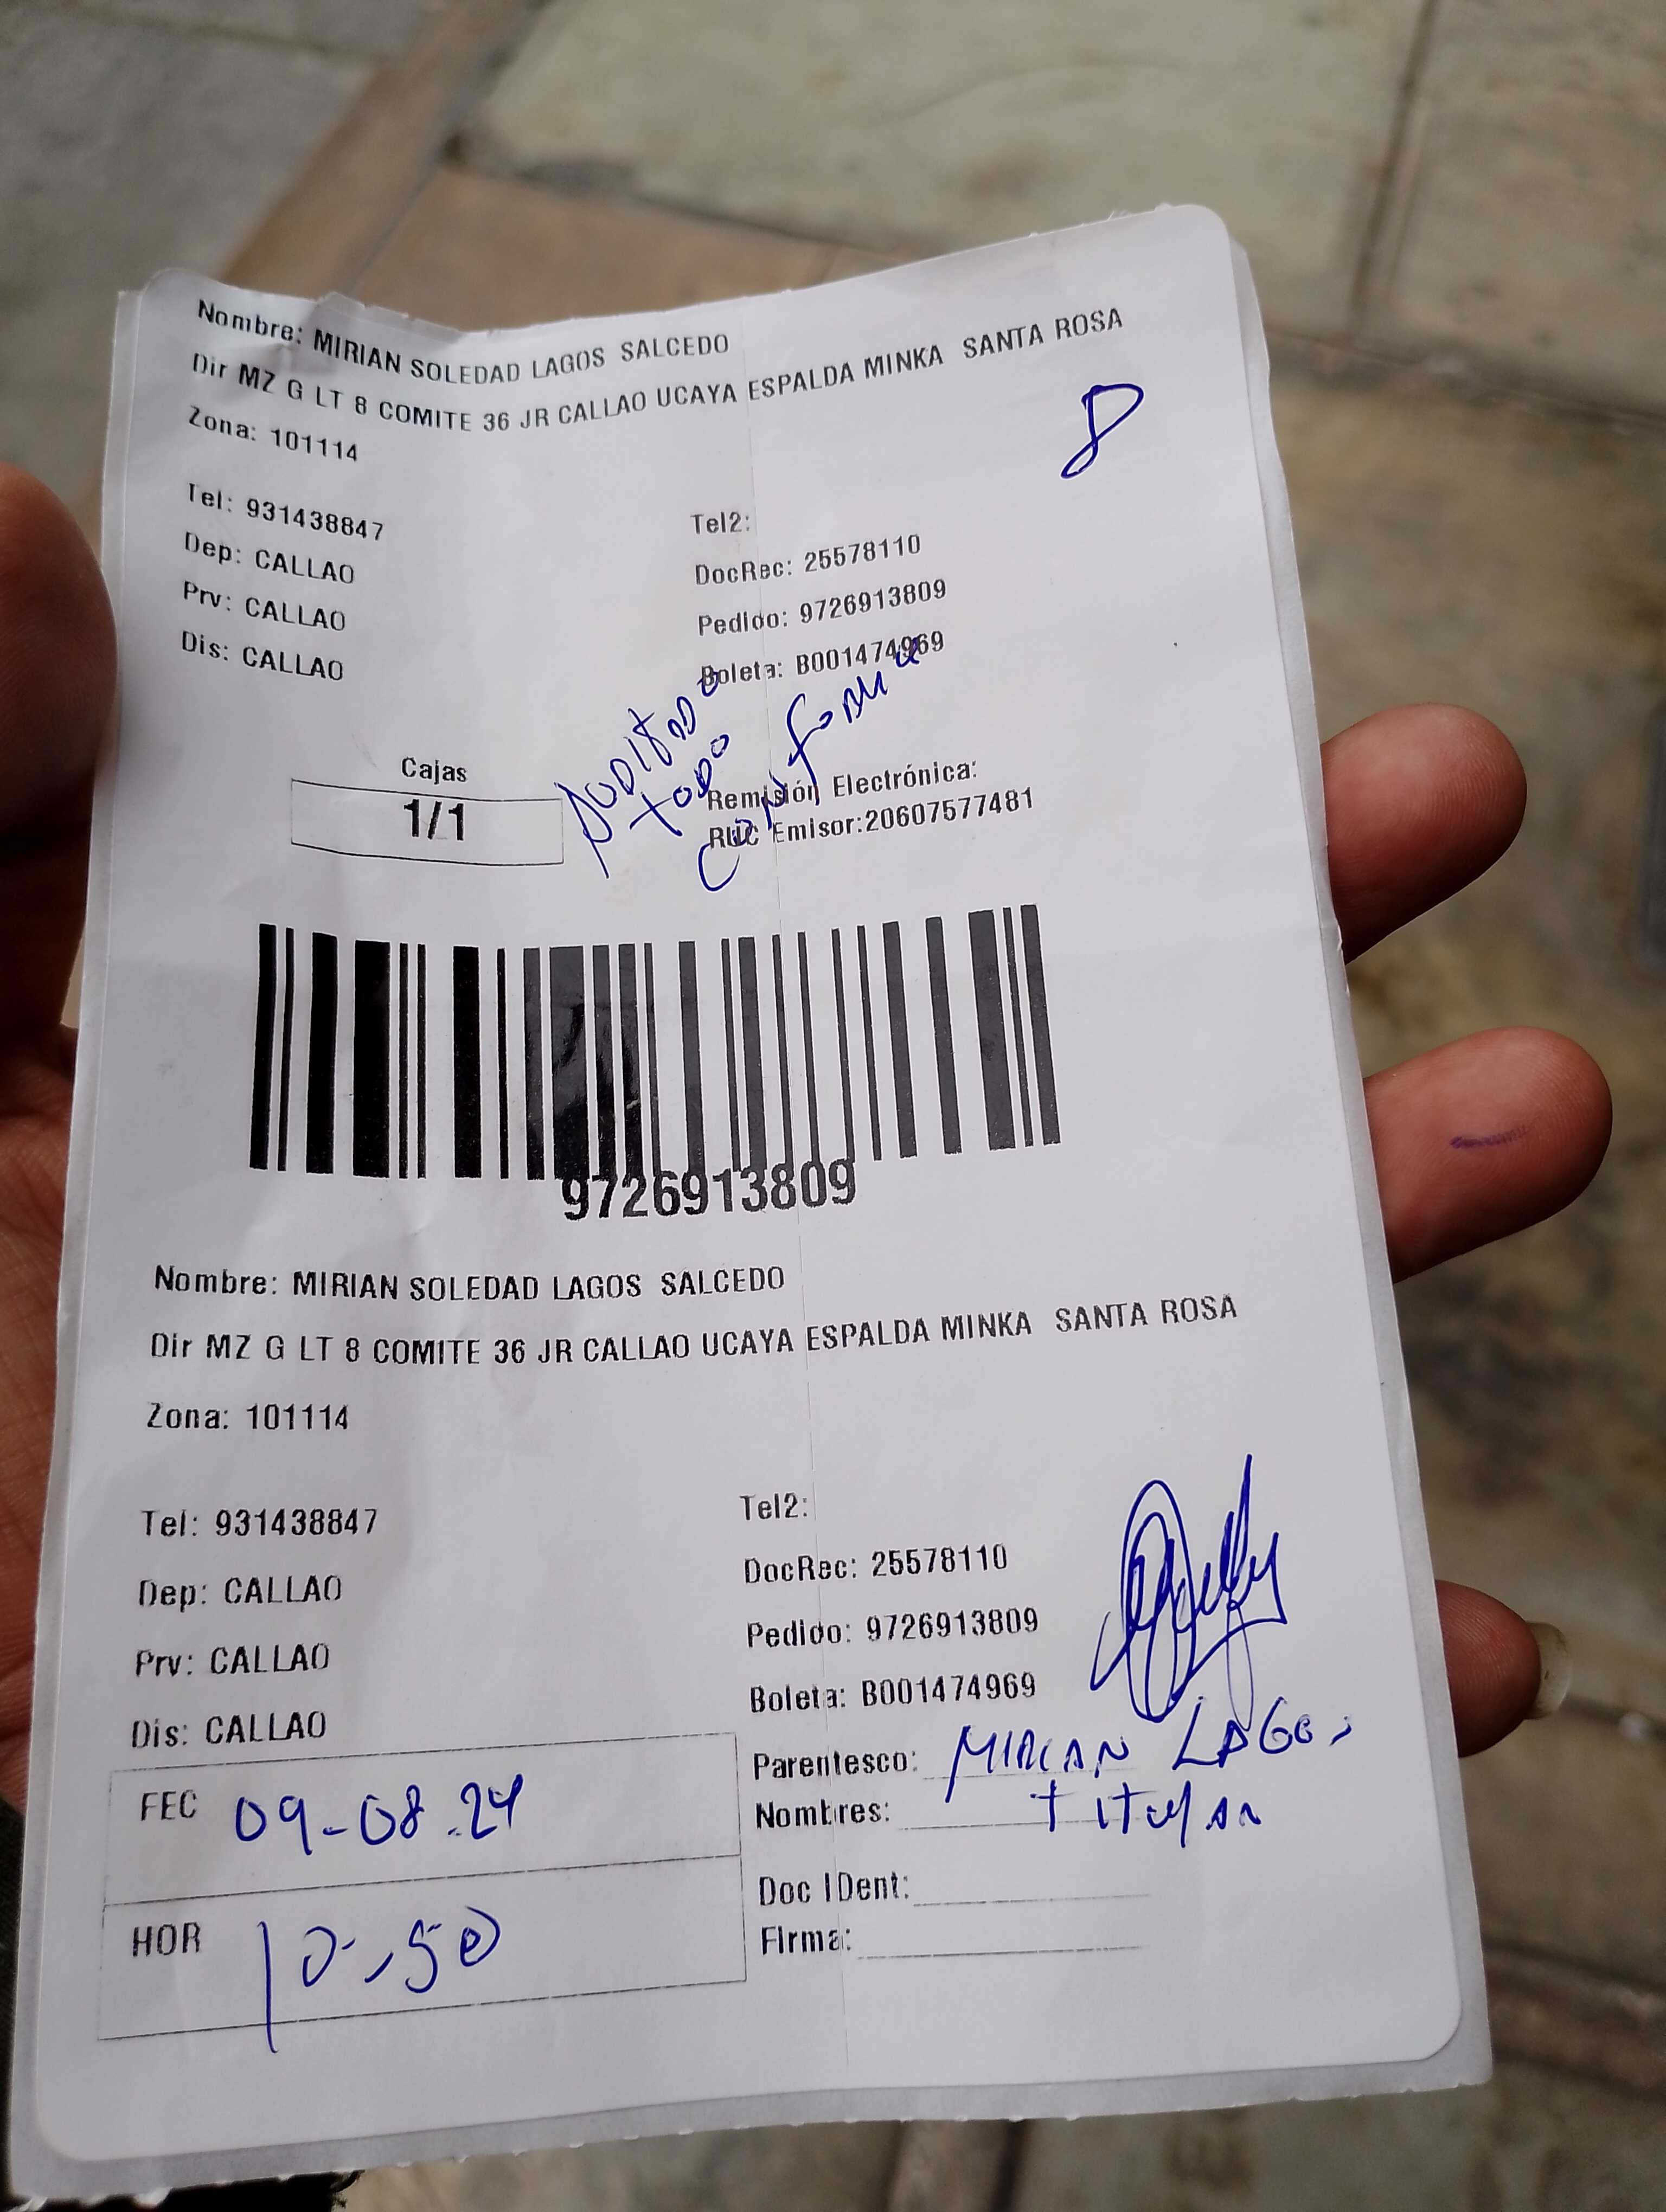 Nombre: MIRIAN SOLEDAD LAGOS SALCEDO
Dir MZ G LT 8 COMITE 36 JR CALLAO UCAYA ESPALDA MINKA SANTA ROSA
Zona: 101114
8
Tel: 931438847
Tel2:
Dep: CALLAO
DocRec: 25578110
Prv: CALLAO
Pedido: 9726913809
Dis: CALLAO
Boleta: B001474969
AUDITADO
TODO
CONFORME
Cajas
1/1
Remisión Electrónica:
RUC Emisor:20607577481
9726913809
Nombre: MIRIAN SOLEDAD LAGOS SALCEDO
Dir MZ G LT 8 COMITE 36 JR CALLAO UCAYA ESPALDA MINKA SANTA ROSA
Zona: 101114
Tel: 931438847
Tel2:
Dep: CALLAO
DocRec: 25578110
Prv: CALLAO
Pedido: 9726913809
Dis: CALLAO
Boleta: B001474969
FEC 09-08.24
Parentesco: MIRIAN LAGOS
Nombres: TITULAR
HOR 10-50
Doc IDent:
Firma: